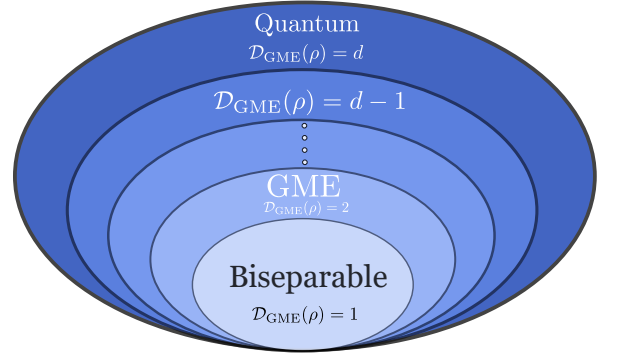 Quantum
𝒟_GME(ρ) = d
𝒟_GME(ρ) = d − 1
GME
𝒟_GME(ρ) = 2
Biseparable
𝒟_GME(ρ) = 1